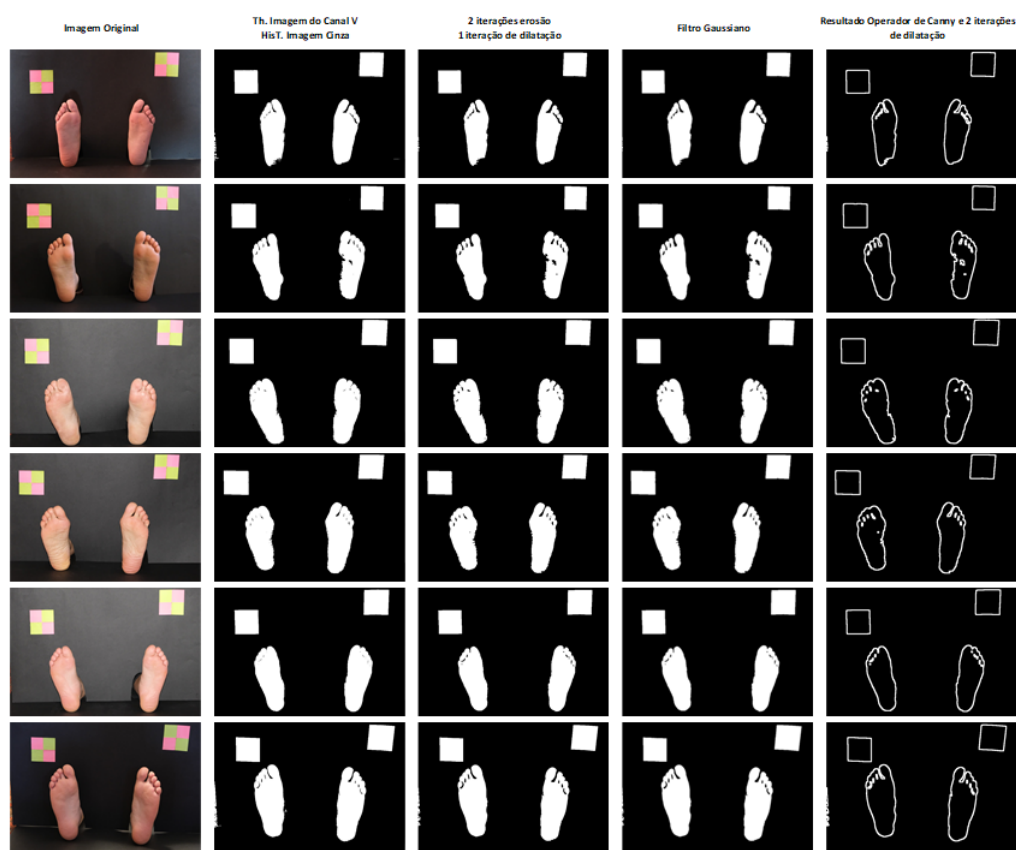 Imagem Original
Th. Imagem do Canal V
HisT. Imagem Cinza
2 iterações erosão
1 iteração de dilatação
Filtro Gaussiano
Resultado Operador de Canny e 2 iterações
de dilatação